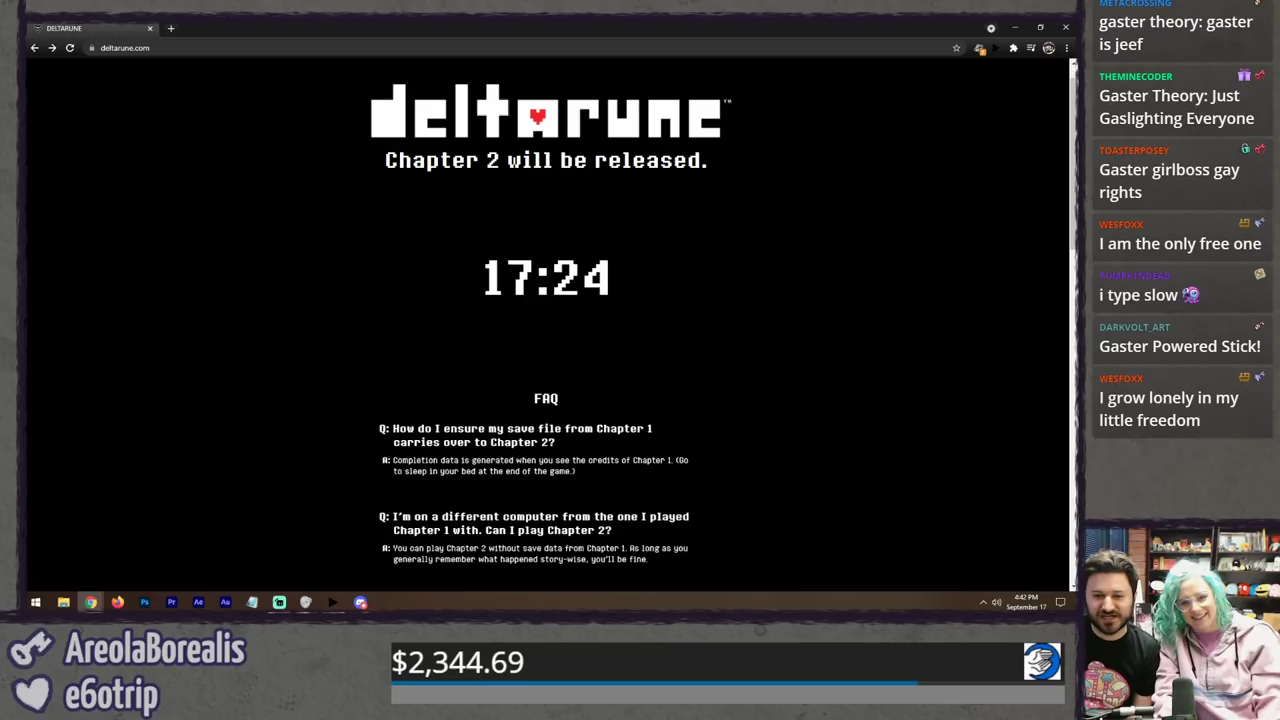 DELTARUNE
deltarune.com
deltarune™
Chapter 2 will be released.
17:24
FAQ
Q: How do I ensure my save file from Chapter 1
carries over to Chapter 2?
A: Completion data is generated when you see the credits of Chapter 1. (Go
to sleep in your bed at the end of the game.)
Q: I'm on a different computer from the one I played
Chapter 1 with. Can I play Chapter 2?
A: You can play Chapter 2 without save data from Chapter 1. As long as you
generally remember what happened story-wise, you'll be fine.
4:42 PM
September 17
METACROSSING
gaster theory: gaster
is jeef
THEMINECODER
Gaster Theory: Just
Gaslighting Everyone
TOASTERPOSEY
Gaster girlboss gay
rights
WESFOXX
I am the only free one
PUMPKINDEAD
i type slow
DARKVOLT_ART
Gaster Powered Stick!
WESFOXX
I grow lonely in my
little freedom
AreolaBorealis
e6otrip
$2,344.69